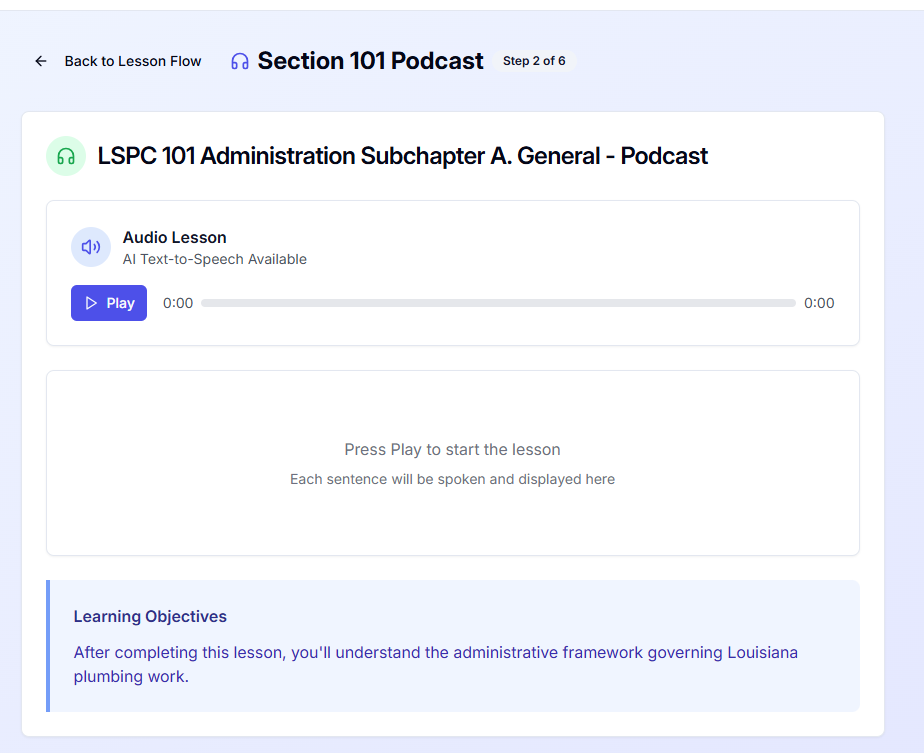 Back to Lesson Flow
Section 101 Podcast
Step 2 of 6
LSPC 101 Administration Subchapter A. General - Podcast
Audio Lesson
AI Text-to-Speech Available
Play
0:00
0:00
Press Play to start the lesson
Each sentence will be spoken and displayed here
Learning Objectives
After completing this lesson, you'll understand the administrative framework governing Louisiana
plumbing work.